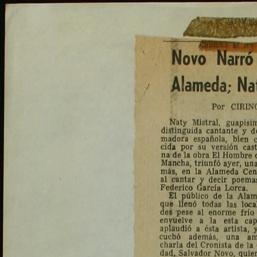 Novo Narró
Alameda; Na
Por CIRINO
Naty Mistral, guapísim
distinguida cantante y de
madora española, bien c
cida por su versión cast
na de la obra El Hombre d
Mancha, triunfó ayer, una
más, en la Alameda Cen
al cantar y decir poemas
Federico García Lorca.
El público de la Alam
que llenó todas las loca
des pese al enorme frío
envuelve a la esta cap
aplaudió a ésta artista, y
cuchó además, una am
charla del Cronista de la
dad, Salvador Novo, quien